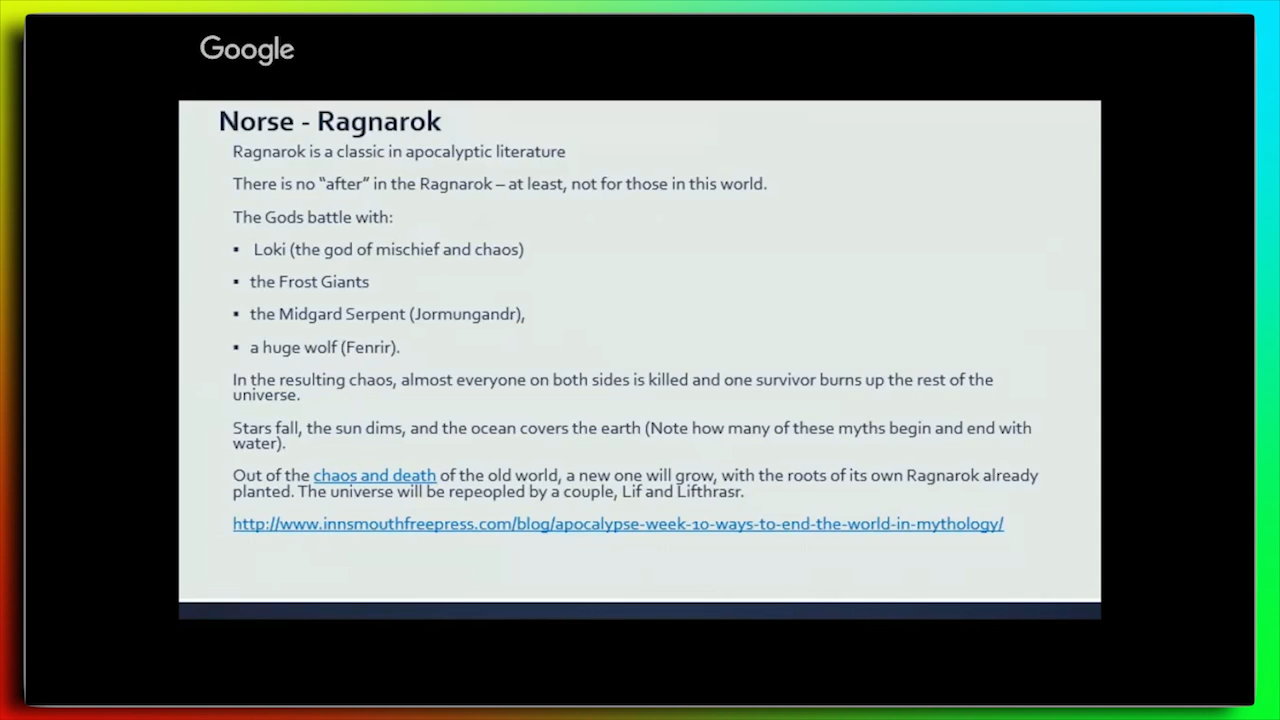 Google
Norse - Ragnarok
Ragnarok is a classic in apocalyptic literature
There is no “after” in the Ragnarok – at least, not for those in this world.
The Gods battle with:
▪ Loki (the god of mischief and chaos)
▪ the Frost Giants
▪ the Midgard Serpent (Jormungandr),
▪ a huge wolf (Fenrir).
In the resulting chaos, almost everyone on both sides is killed and one survivor burns up the rest of the
universe.
Stars fall, the sun dims, and the ocean covers the earth (Note how many of these myths begin and end with
water).
Out of the chaos and death of the old world, a new one will grow, with the roots of its own Ragnarok already
planted. The universe will be repeopled by a couple, Lif and Lifthrasr.
http://www.innsmouthfreepress.com/blog/apocalypse-week-10-ways-to-end-the-world-in-mythology/